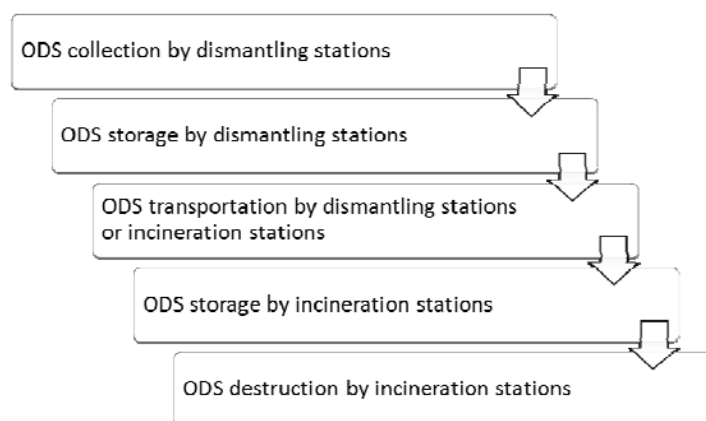 ODS collection by dismantling stations
ODS storage by dismantling stations
ODS transportation by dismantling stations
or incineration stations
ODS storage by incineration stations
ODS destruction by incineration stations